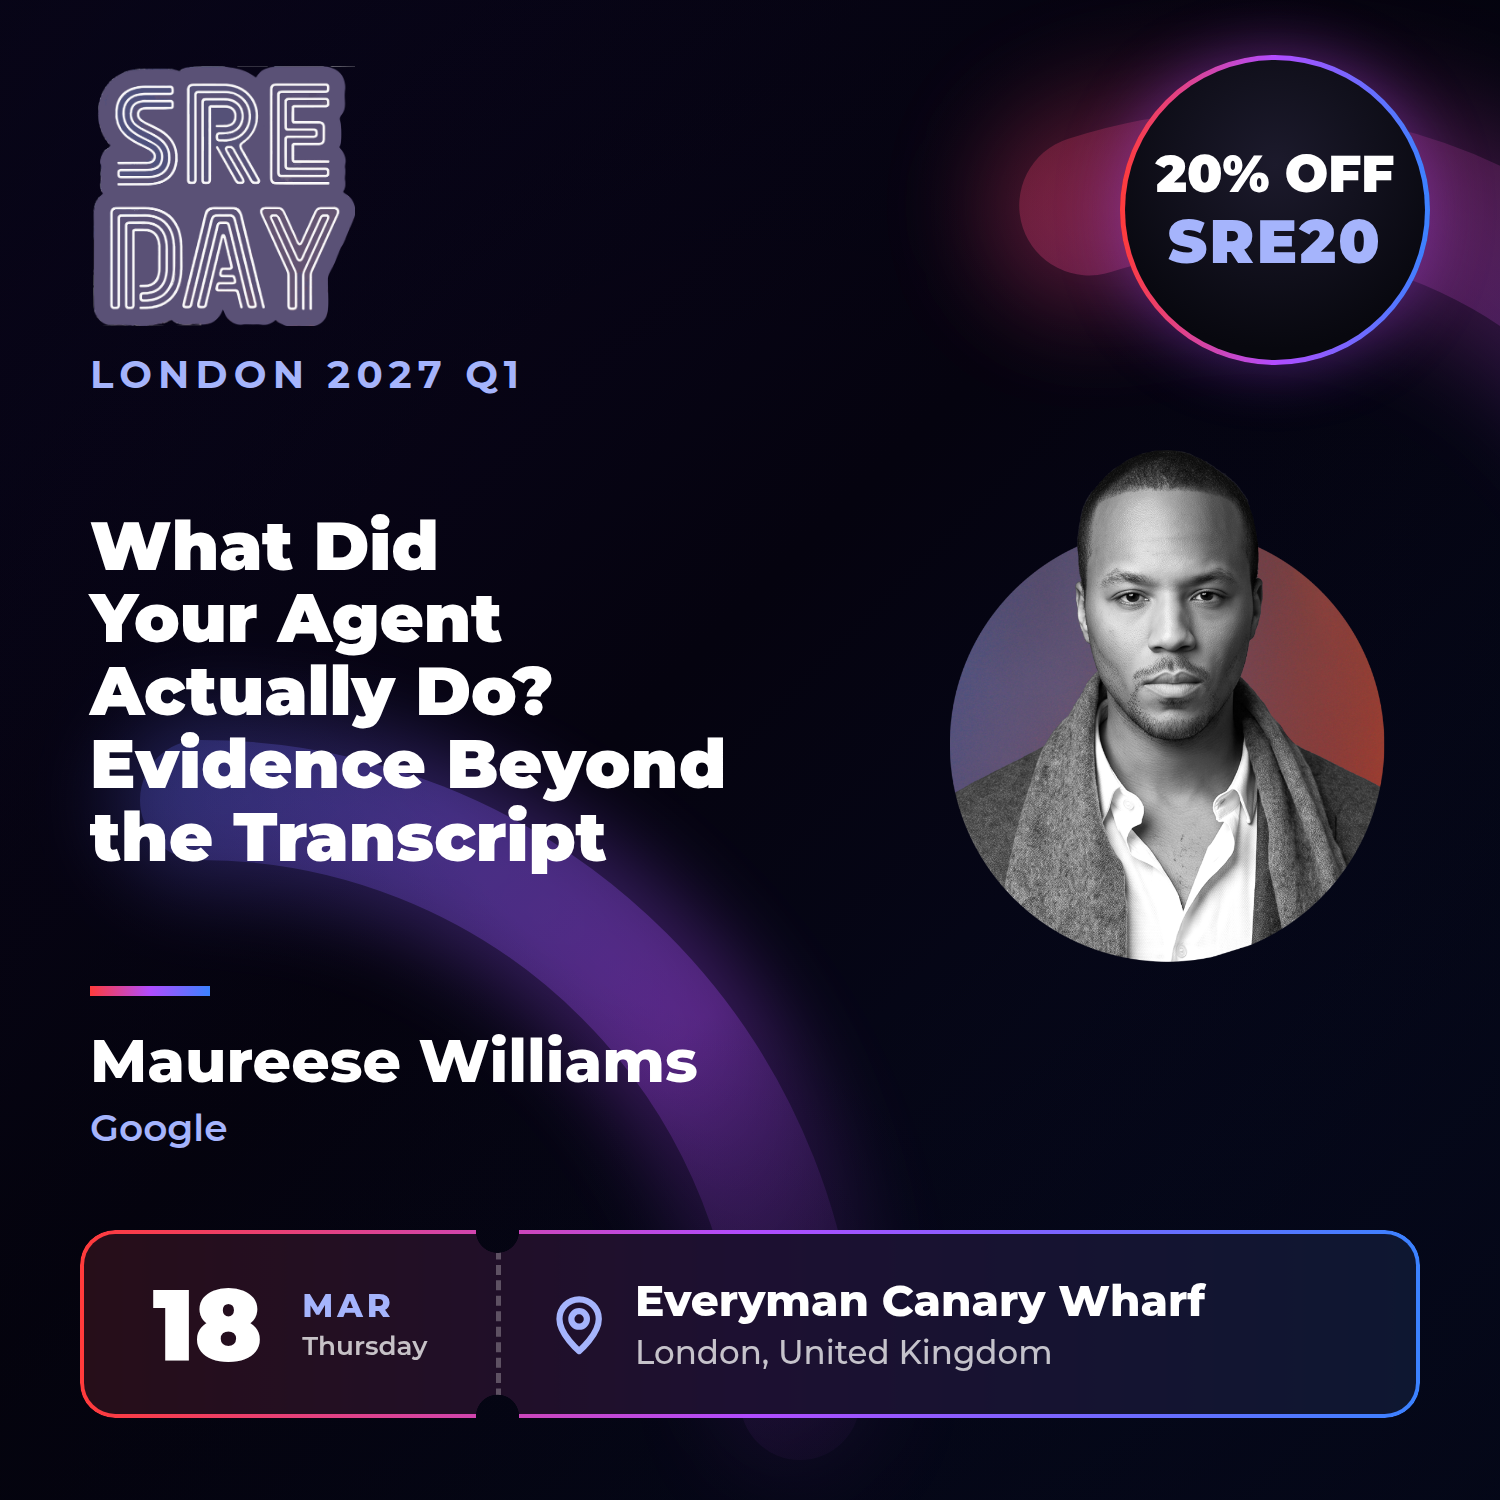 SRE
DAY
LONDON 2027 Q1
20% OFF
SRE20
What Did
Your Agent
Actually Do?
Evidence Beyond
the Transcript
Maureese Williams
Google
18
MAR
Thursday
Everyman Canary Wharf
London, United Kingdom